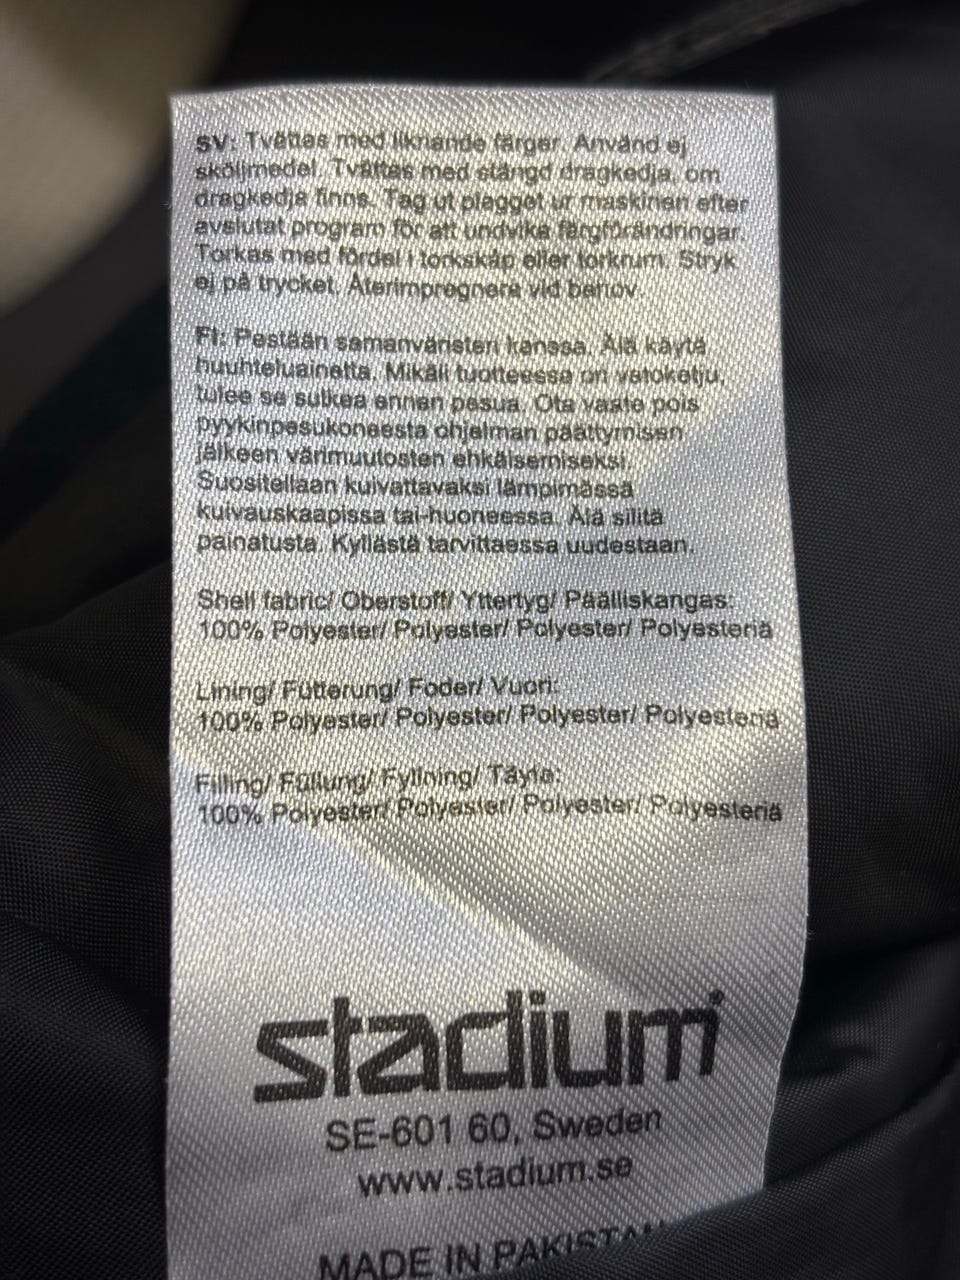 SV: Tvättas med liknande färger. Använd ej
sköljmedel. Tvättas med stängd dragkedja, om
dragkedja finns. Tag ut plagget ur maskinen efter
avslutat program för att undvika färgförändringar.
Torkas med fördel i torkskåp eller torkrum. Stryk
ej på trycket. Återimpregnera vid behov.
FI: Pestään samanväristen kanssa. Älä käytä
huuhteluainetta. Mikäli tuotteessa on vetoketju,
tulee se sulkea ennen pesua. Ota vaate pois
pyykinpesukoneesta ohjelman päättymisen
jälkeen värimuutosten ehkäisemiseksi.
Suositellaan kuivattavaksi lämpimässä
kuivauskaapissa tai-huoneessa. Älä silitä
painatusta. Kyllästä tarvittaessa uudestaan.
Shell fabric/ Oberstoff/ Yttertyg/ Päälliskangas:
100% Polyester/ Polyester/ Polyester/ Polyesteriä
Lining/ Fütterung/ Foder/ Vuori:
100% Polyester/ Polyester/ Polyester/ Polyesteriä
Filling/ Füllung/ Fyllning/ Täyte:
100% Polyester/ Polyester/ Polyester/ Polyesteriä
stadium
SE-601 60, Sweden
www.stadium.se
MADE IN PAKISTAN